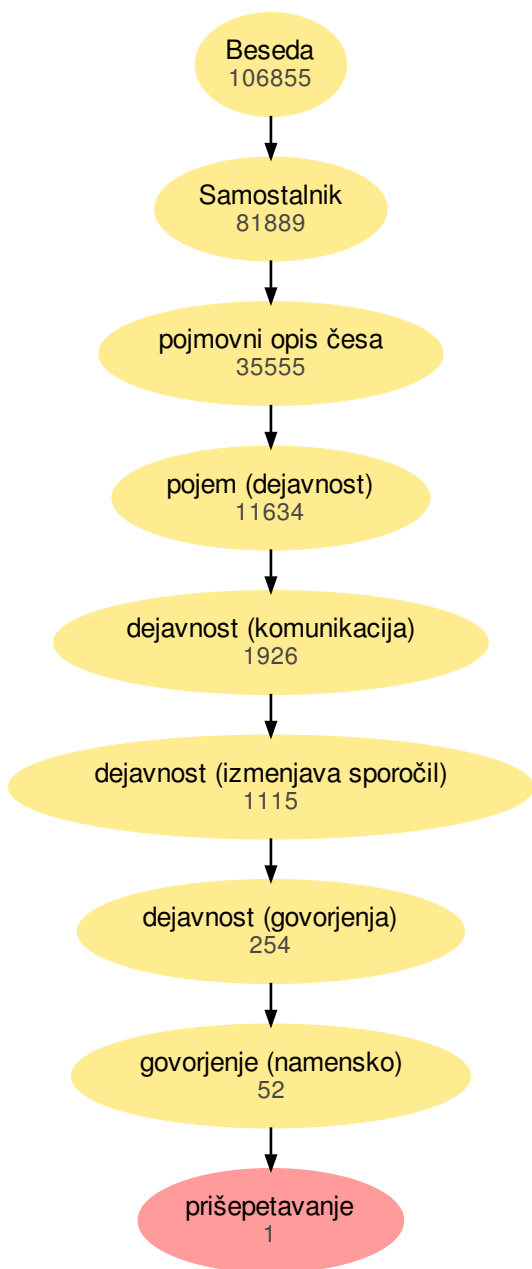 Beseda
106855
Samostalnik
81889
pojmovni opis česa
35555
pojem (dejavnost)
11634
dejavnost (komunikacija)
1926
dejavnost (izmenjava sporočil)
1115
dejavnost (govorjenja)
254
govorjenje (namensko)
52
prišepetavanje
1